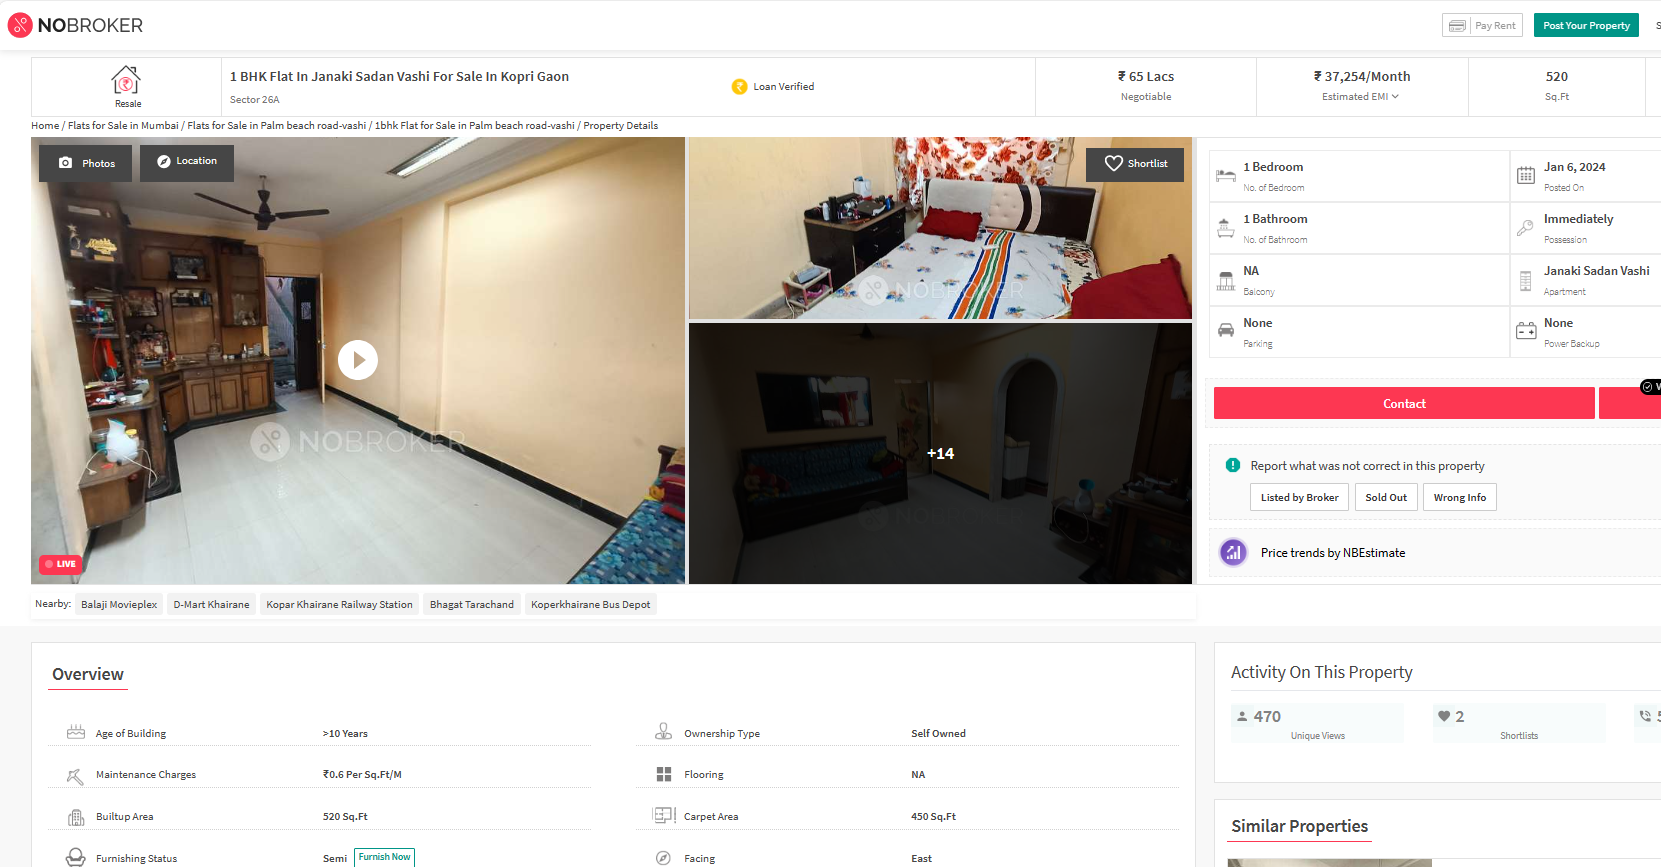 NOBROKER
Pay Rent
Post Your Property
S
Resale
1 BHK Flat In Janaki Sadan Vashi For Sale In Kopri Gaon
Sector 26A
Loan Verified
₹ 65 Lacs
Negotiable
₹ 37,254/Month
Estimated EMI
520
Sq.Ft
Home / Flats for Sale in Mumbai / Flats for Sale in Palm beach road-vashi / 1bhk Flat for Sale in Palm beach road-vashi / Property Details
Photos
Location
Shortlist
NOBROKER
NOBROKER
NOBROKER
+14
LIVE
1 Bedroom
No. of Bedroom
Jan 6, 2024
Posted On
1 Bathroom
No. of Bathroom
Immediately
Possession
NA
Balcony
Janaki Sadan Vashi
Apartment
None
Parking
None
Power Backup
Contact
Report what was not correct in this property
Listed by Broker
Sold Out
Wrong Info
Price trends by NBEstimate
Nearby: Balaji Movieplex D-Mart Khairane Kopar Khairane Railway Station Bhagat Tarachand Koperkhairane Bus Depot
Overview
Age of Building >10 Years
Ownership Type Self Owned
Maintenance Charges ₹0.6 Per Sq.Ft/M
Flooring NA
Builtup Area 520 Sq.Ft
Carpet Area 450 Sq.Ft
Furnishing Status Semi Furnish Now
Facing East
Activity On This Property
470
Unique Views
2
Shortlists
5
Similar Properties